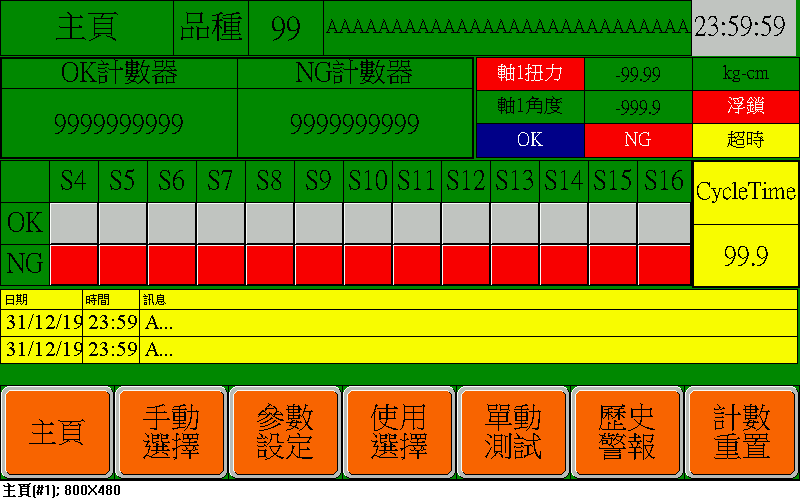 主頁 品種 99 AAAAAAAAAAAAAAAAAAAAAAAAAAAA 23:59:59
OK計數器 NG計數器 軸1扭力 -99.99 kg-cm
9999999999 9999999999 軸1角度 -999.9 浮鎖
OK NG 超時
S4 S5 S6 S7 S8 S9 S10 S11 S12 S13 S14 S15 S16 CycleTime
OK
NG 99.9
日期 時間 訊息
31/12/19 23:59 A...
31/12/19 23:59 A...
主頁 手動選擇 參數設定 使用選擇 單動測試 歷史警報 計數重置
主頁(#1); 800X480